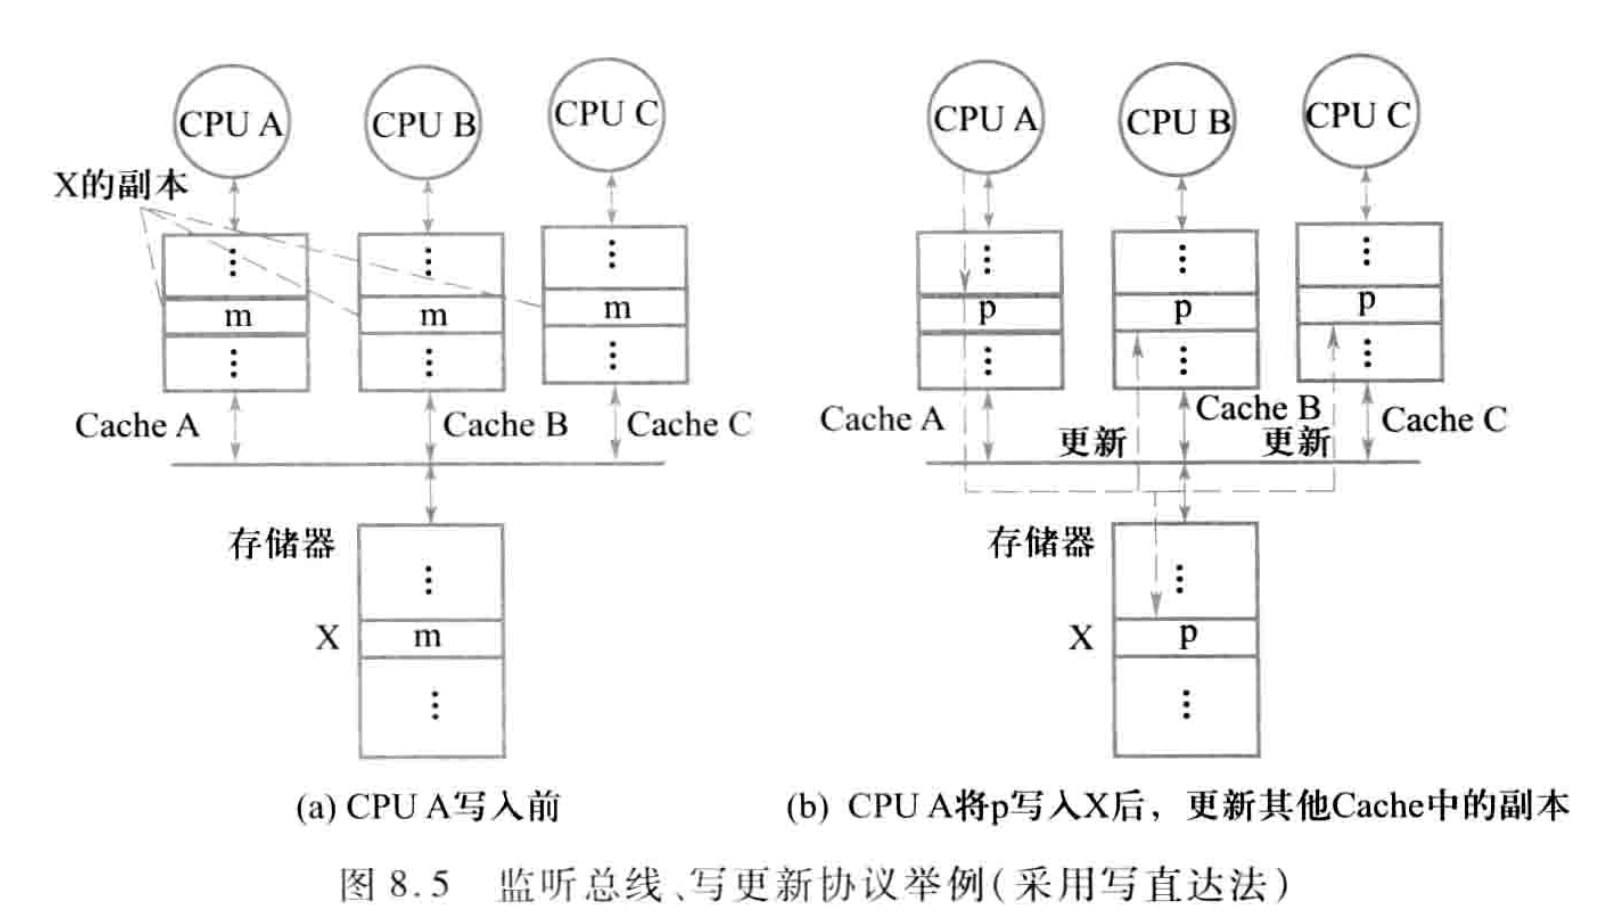 CPU A CPU B CPU C
X的副本
⋮ ⋮ ⋮
m m m
⋮ ⋮ ⋮
Cache A Cache B Cache C
存储器
⋮
X m
⋮
(a) CPU A写入前
CPU A CPU B CPU C
⋮ ⋮ ⋮
p p p
⋮ ⋮ ⋮
Cache A Cache B Cache C
更新 更新
存储器
⋮
X p
⋮
(b) CPU A将p写入X后，更新其他Cache中的副本
图 8.5 监听总线、写更新协议举例(采用写直达法)